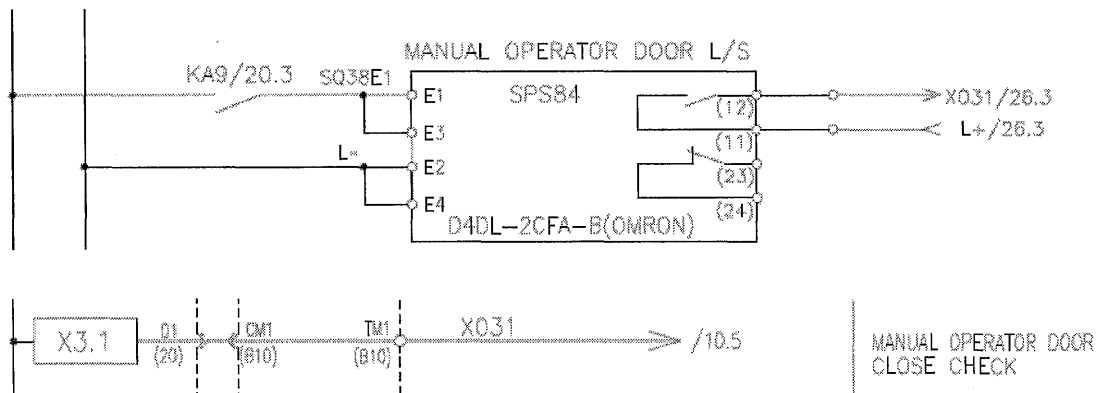 MANUAL OPERATOR DOOR L/S
KA9/20.3
SQ38E1
E1
SPS84
(12)
X031/26.3
E3
(11)
L+/26.3
L-
E2
(23)
E4
(24)
D4DL-2CFA-B(OMRON)
X3.1
D1
(20)
CM1
(B10)
TM1
(B10)
X031
/10.5
MANUAL OPERATOR DOOR
CLOSE CHECK